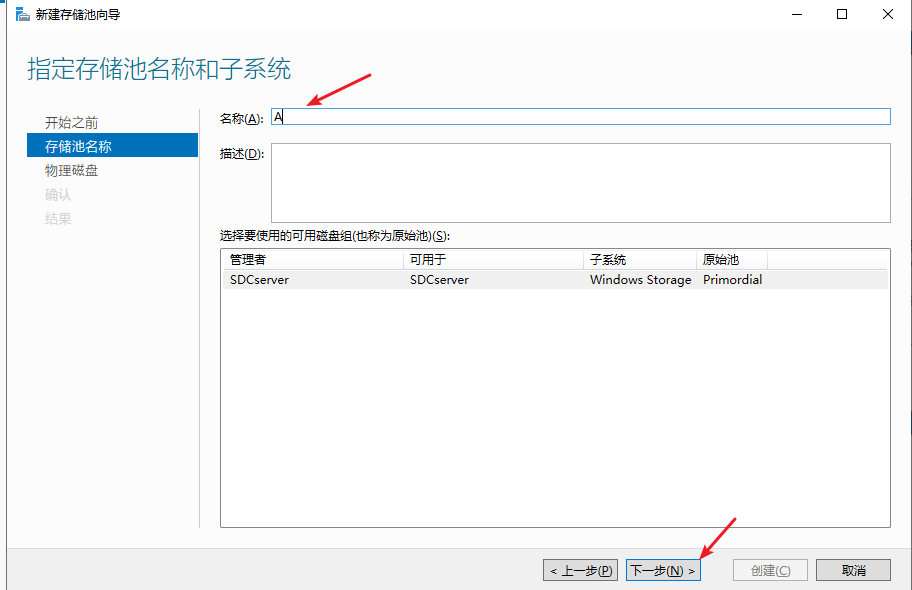 新建存储池向导
指定存储池名称和子系统
开始之前
存储池名称
物理磁盘
确认
结果
名称(A): A
描述(D):
选择要使用的可用磁盘组(也称为原始池)(S):
管理者 可用于 子系统 原始池
SDCserver SDCserver Windows Storage Primordial
< 上一步(P) 下一步(N) > 创建(C) 取消